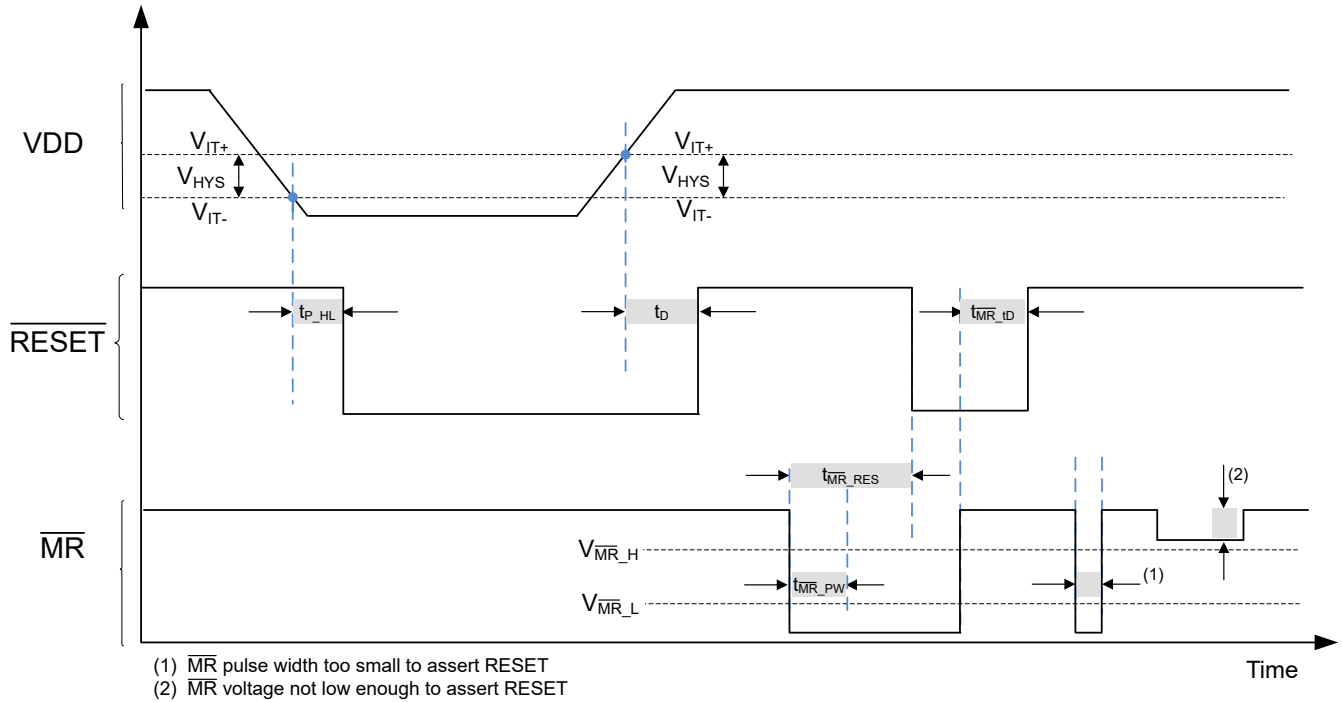 VDD
VIT+
VHYS
VIT-
VIT+
VHYS
VIT-
RESET
tP_HL
tD
tMR_tD
MR
tMR_RES
VMR_H
tMR_PW
VMR_L
(1)
(2)
Time
(1) MR pulse width too small to assert RESET
(2) MR voltage not low enough to assert RESET